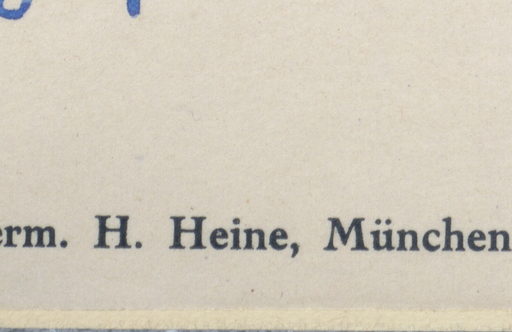 erm. H. Heine, München